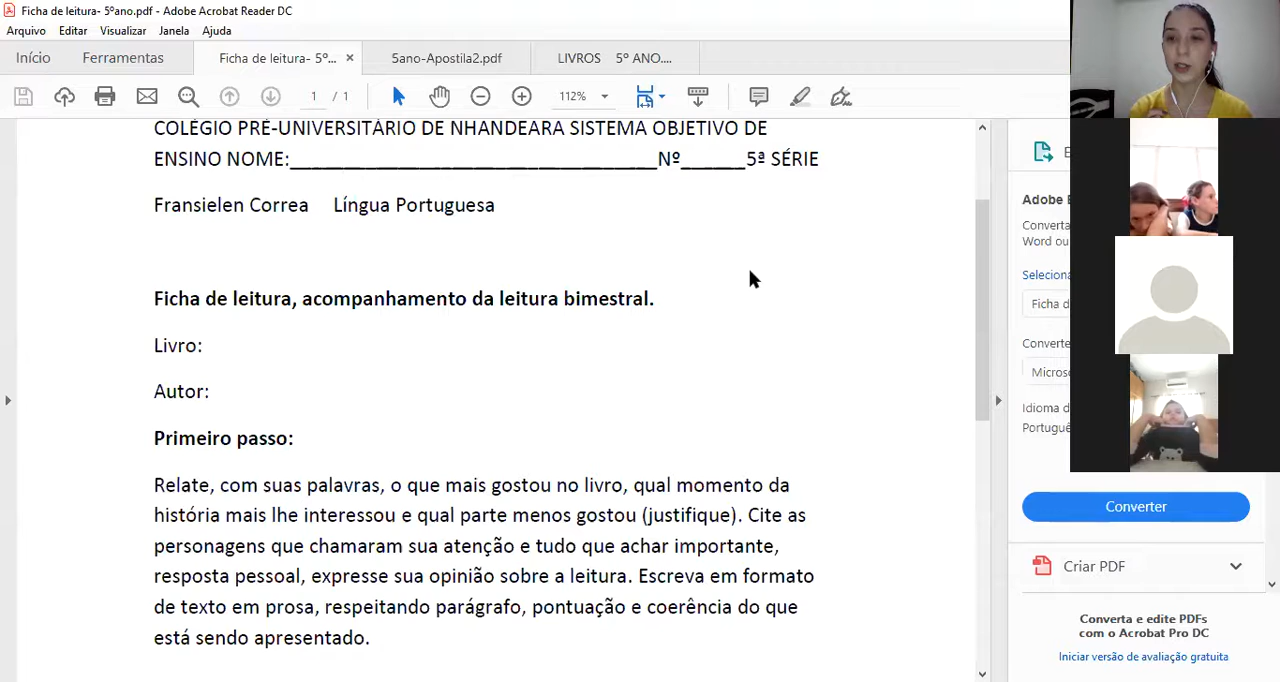 Ficha de leitura- 5ºano.pdf - Adobe Acrobat Reader DC
Arquivo Editar Visualizar Janela Ajuda
Início Ferramentas Ficha de leitura- 5º... × 5ano-Apostila2.pdf LIVROS 5º ANO....
1 / 1 112%
COLÉGIO PRÉ-UNIVERSITÁRIO DE NHANDEARA SISTEMA OBJETIVO DE
ENSINO NOME:___________________________________Nº______5ª SÉRIE
Fransielen Correa Língua Portuguesa
Ficha de leitura, acompanhamento da leitura bimestral.
Livro:
Autor:
Primeiro passo:
Relate, com suas palavras, o que mais gostou no livro, qual momento da
história mais lhe interessou e qual parte menos gostou (justifique). Cite as
personagens que chamaram sua atenção e tudo que achar importante,
resposta pessoal, expresse sua opinião sobre a leitura. Escreva em formato
de texto em prosa, respeitando parágrafo, pontuação e coerência do que
está sendo apresentado.
Adobe
Converta
Word ou
Seleciona
Ficha d
Converte
Micros
Idioma d
Portugu
Converter
Criar PDF
Converta e edite PDFs
com o Acrobat Pro DC
Iniciar versão de avaliação gratuita